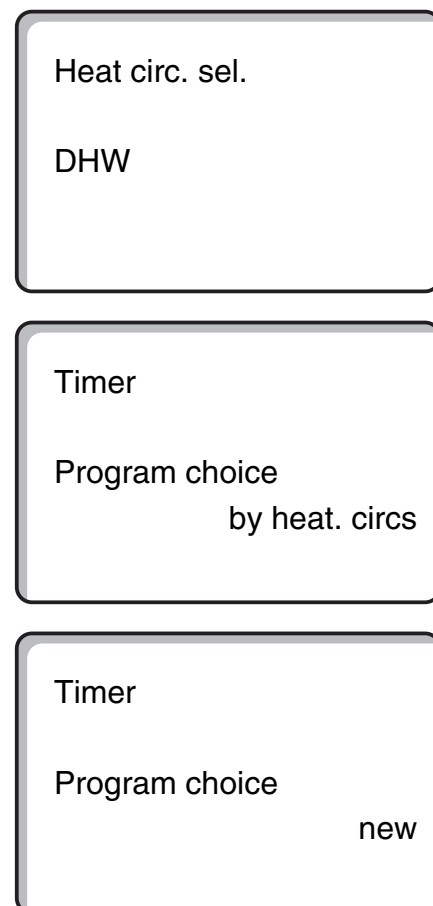 Heat circ. sel.
DHW
Timer
Program choice
by heat. circs
Timer
Program choice
new